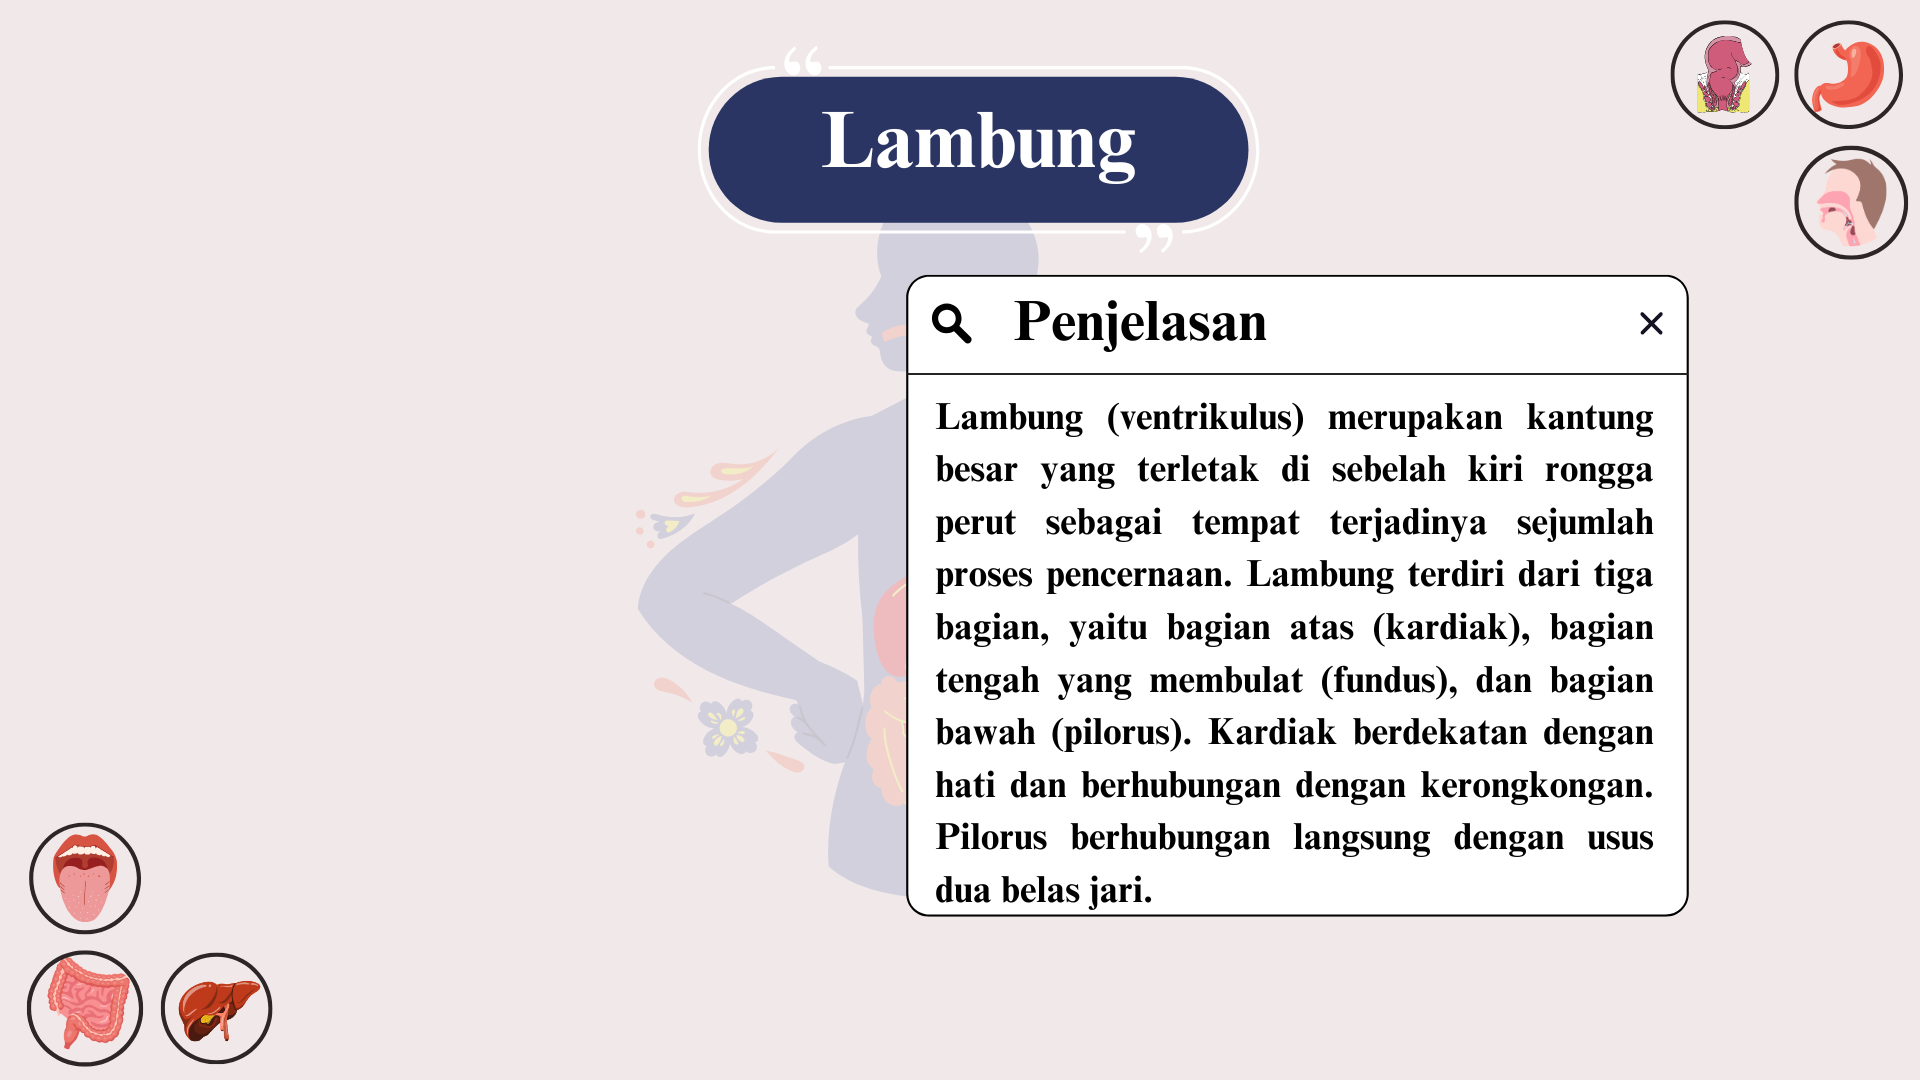 Lambung
Penjelasan
Lambung (ventrikulus) merupakan kantung
besar yang terletak di sebelah kiri rongga
perut sebagai tempat terjadinya sejumlah
proses pencernaan. Lambung terdiri dari tiga
bagian, yaitu bagian atas (kardiak), bagian
tengah yang membulat (fundus), dan bagian
bawah (pilorus). Kardiak berdekatan dengan
hati dan berhubungan dengan kerongkongan.
Pilorus berhubungan langsung dengan usus
dua belas jari.